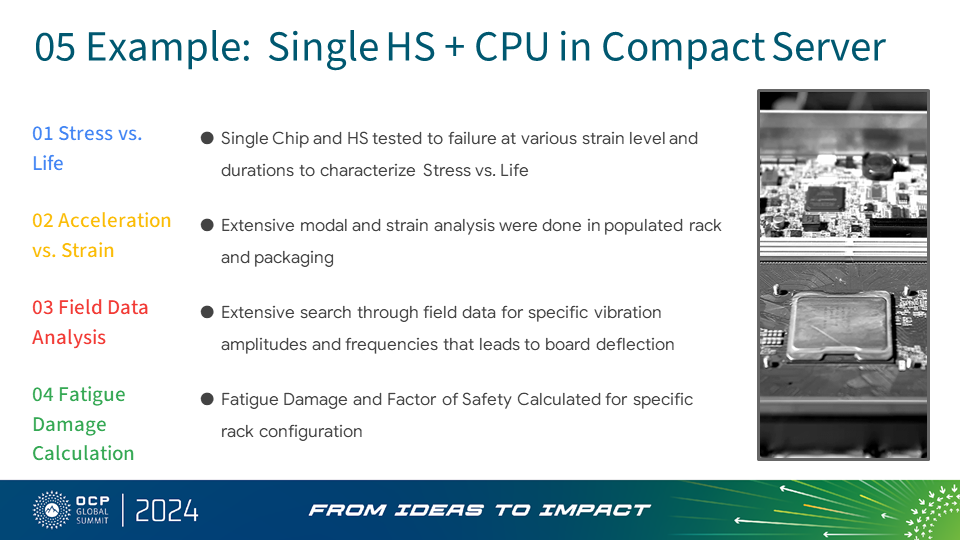 05 Example: Single HS + CPU in Compact Server
01 Stress vs.
Life
● Single Chip and HS tested to failure at various strain level and
durations to characterize Stress vs. Life
02 Acceleration
vs. Strain
● Extensive modal and strain analysis were done in populated rack
and packaging
03 Field Data
Analysis
● Extensive search through field data for specific vibration
amplitudes and frequencies that leads to board deflection
04 Fatigue
Damage
Calculation
● Fatigue Damage and Factor of Safety Calculated for specific
rack configuration
OCP
GLOBAL
SUMMIT
2024
FROM IDEAS TO IMPACT